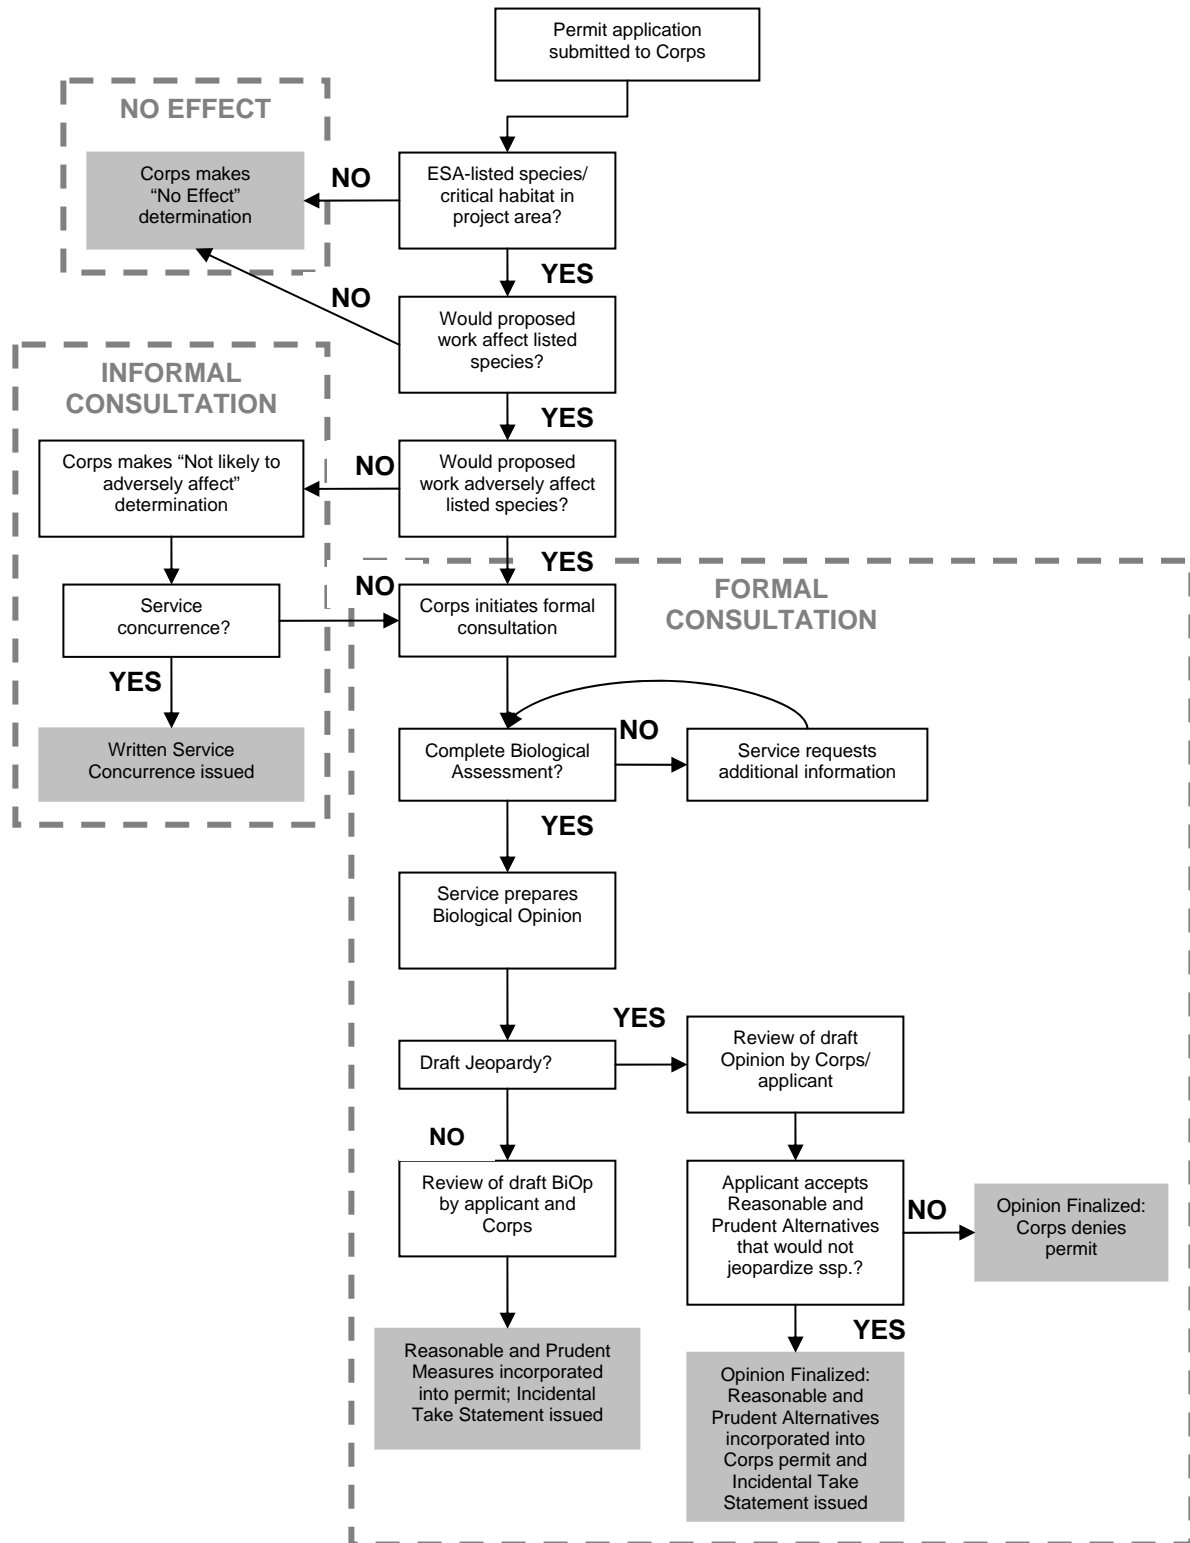 Permit application
submitted to Corps
NO EFFECT
Corps makes
“No Effect”
determination
NO
ESA-listed species/
critical habitat in
project area?
YES
NO
Would proposed
work affect listed
species?
YES
INFORMAL
CONSULTATION
Corps makes “Not likely to
adversely affect”
determination
NO
Would proposed
work adversely affect
listed species?
YES
Service
concurrence?
NO
YES
Written Service
Concurrence issued
FORMAL
CONSULTATION
Corps initiates formal
consultation
Complete Biological
Assessment?
NO
Service requests
additional information
YES
Service prepares
Biological Opinion
Draft Jeopardy?
YES
Review of draft
Opinion by Corps/
applicant
NO
Review of draft BiOp
by applicant and
Corps
Applicant accepts
Reasonable and
Prudent Alternatives
that would not
jeopardize ssp.?
NO
Opinion Finalized:
Corps denies
permit
YES
Reasonable and Prudent
Measures incorporated
into permit; Incidental
Take Statement issued
Opinion Finalized:
Reasonable and
Prudent Alternatives
incorporated into
Corps permit and
Incidental Take
Statement issued